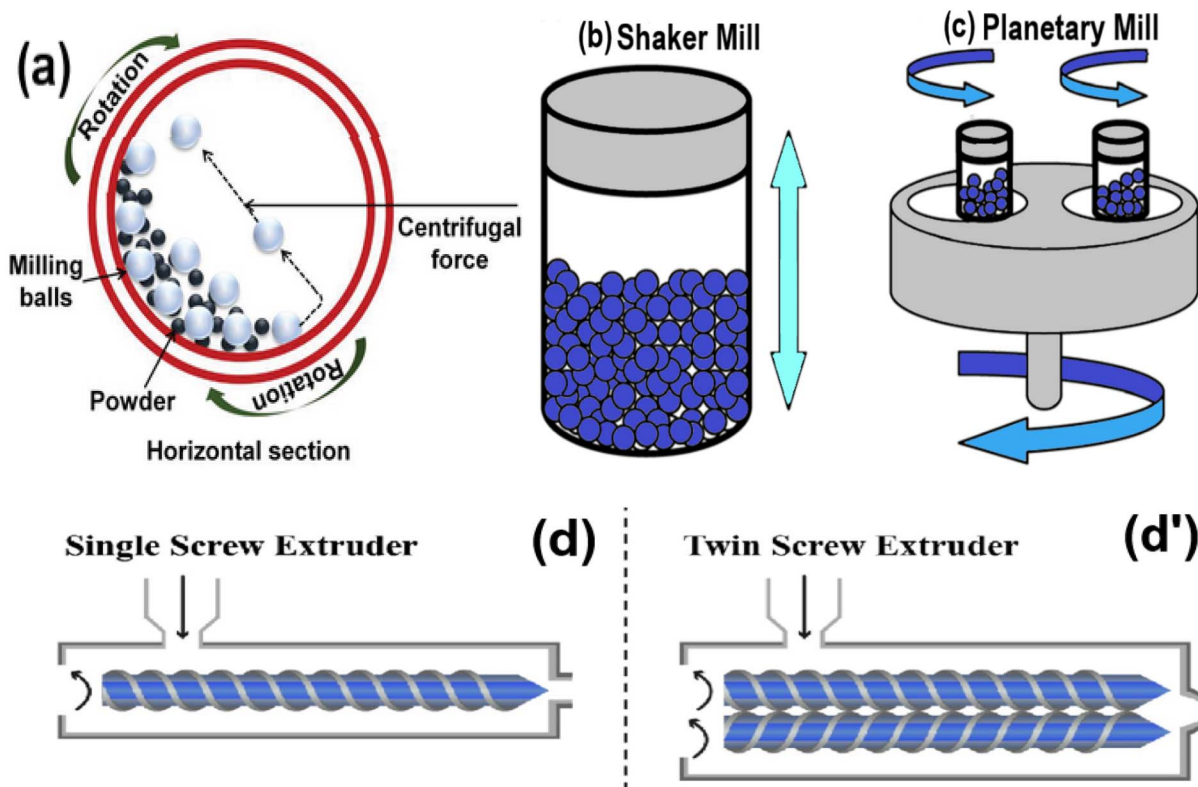 (a)
Rotation
Milling
balls
Powder
Rotation
Centrifugal
force
Horizontal section
(b) Shaker Mill
(c) Planetary Mill
Single Screw Extruder
(d)
Twin Screw Extruder
(d')